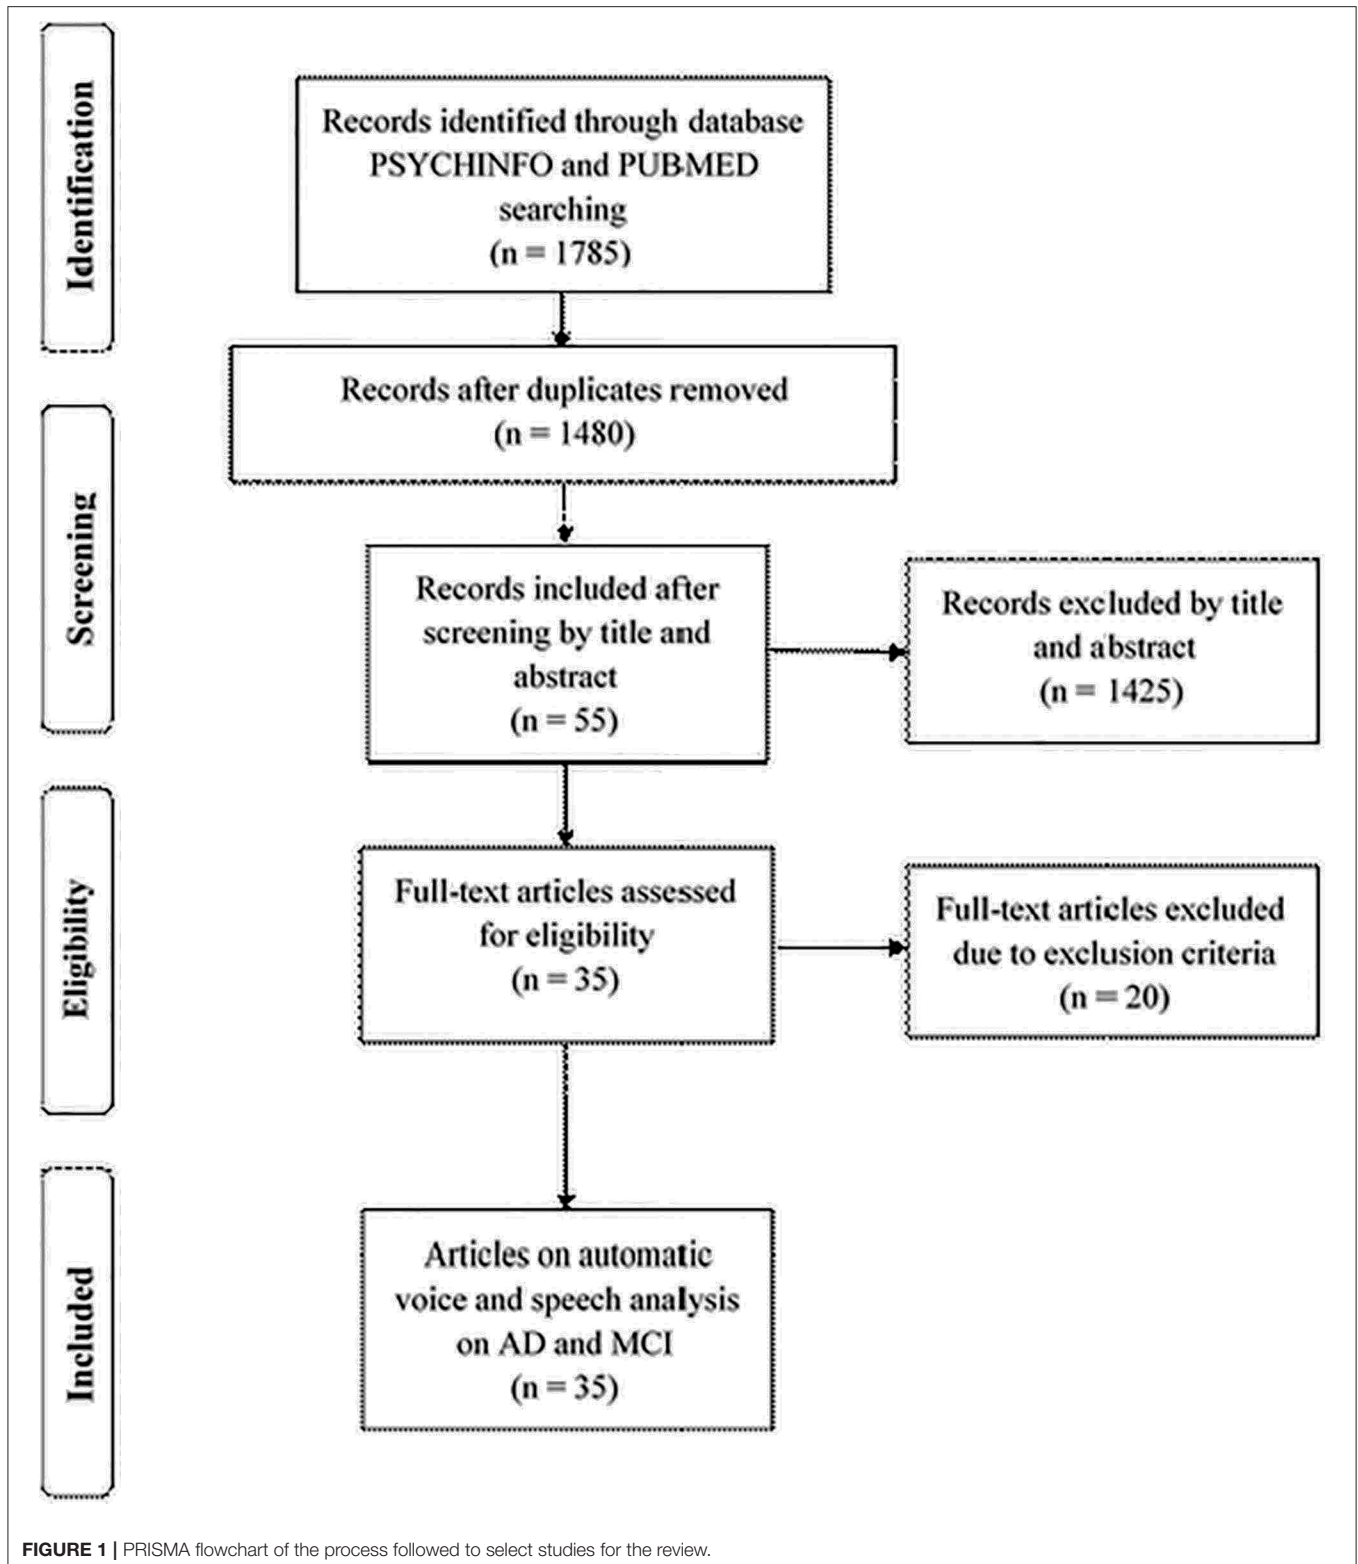 Identification
Records identified through database
PSYCHINFO and PUBMED
searching
(n = 1785)
Records after duplicates removed
(n = 1480)
Screening
Records included after
screening by title and
abstract
(n = 55)
Records excluded by title
and abstract
(n = 1425)
Eligibility
Full-text articles assessed
for eligibility
(n = 35)
Full-text articles excluded
due to exclusion criteria
(n = 20)
Included
Articles on automatic
voice and speech analysis
on AD and MCI
(n = 35)
FIGURE 1 | PRISMA flowchart of the process followed to select studies for the review.